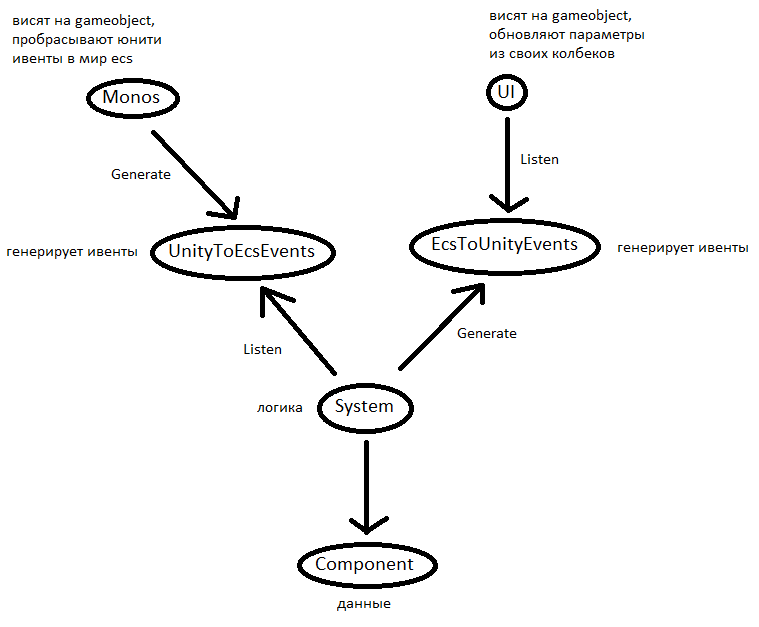 висят на gameobject,
пробрасывают юнити
ивенты в мир ecs
висят на gameobject,
обновляют параметры
из своих колбеков
Monos
UI
Generate
Listen
генерирует ивенты
UnityToEcsEvents
EcsToUnityEvents
генерирует ивенты
Listen
Generate
логика
System
Component
данные